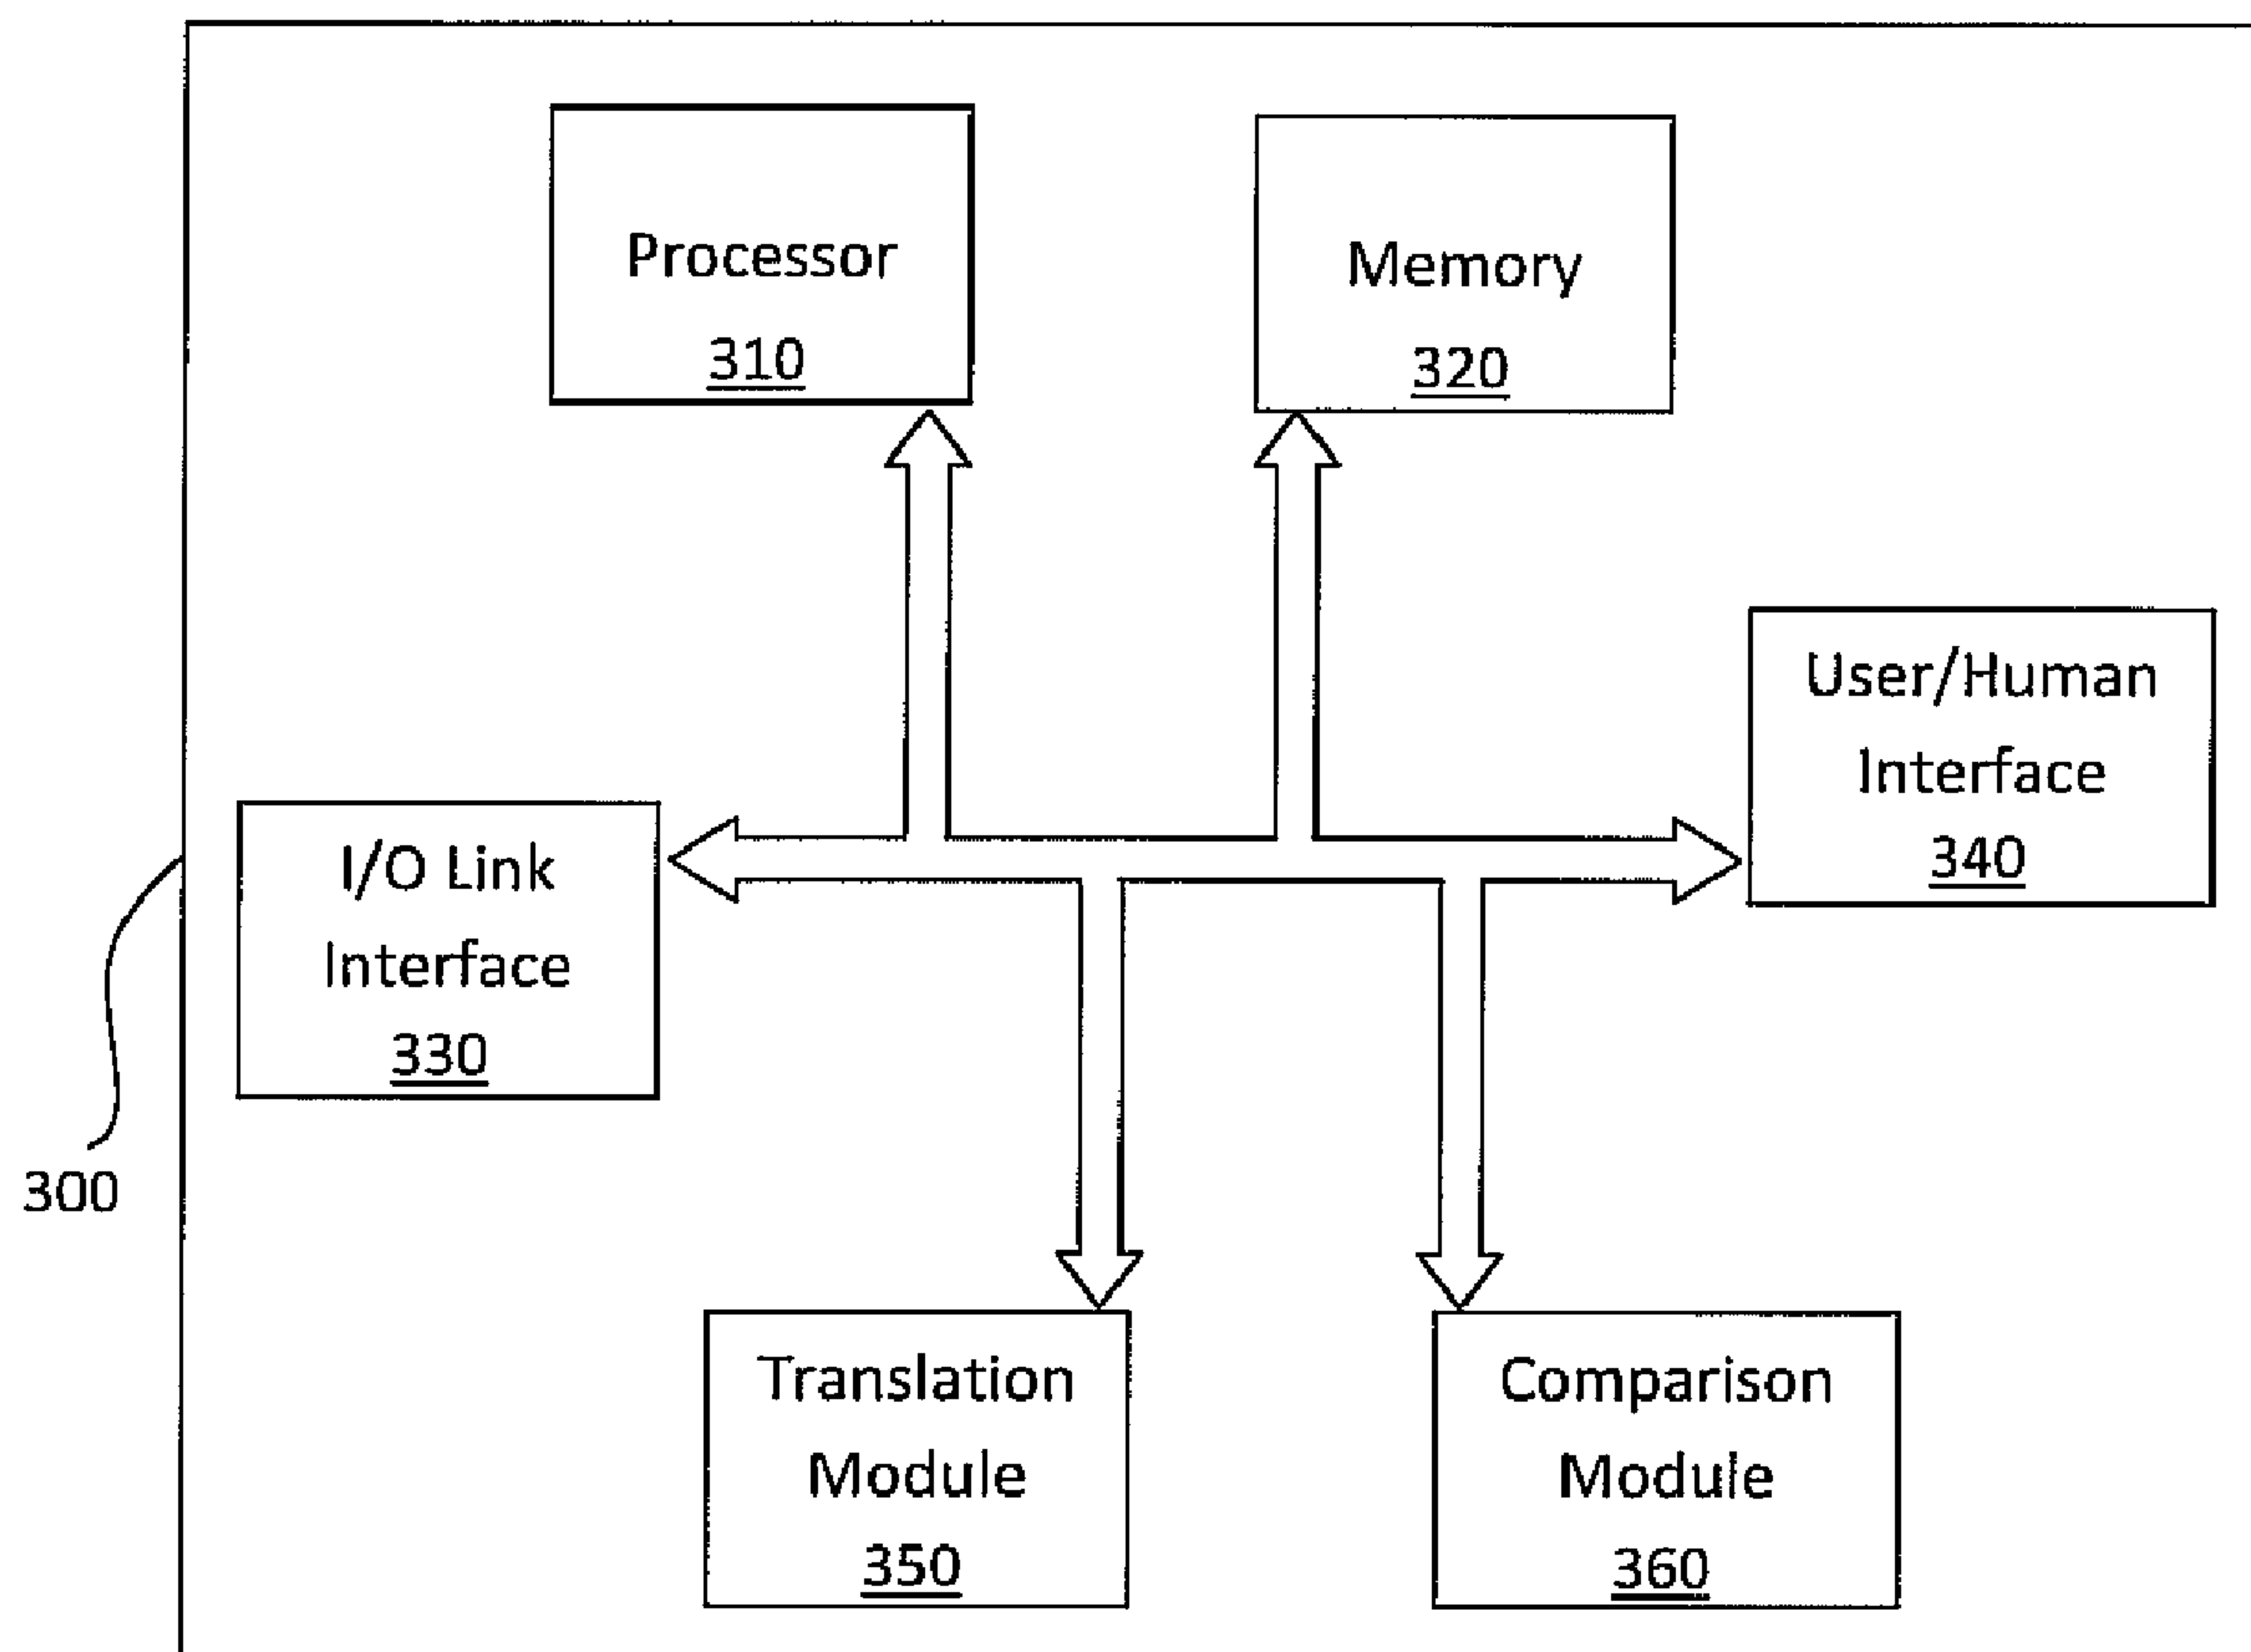 Processor
310
Memory
320
User/Human
Interface
340
I/O Link
Interface
330
300
Translation
Module
350
Comparison
Module
360